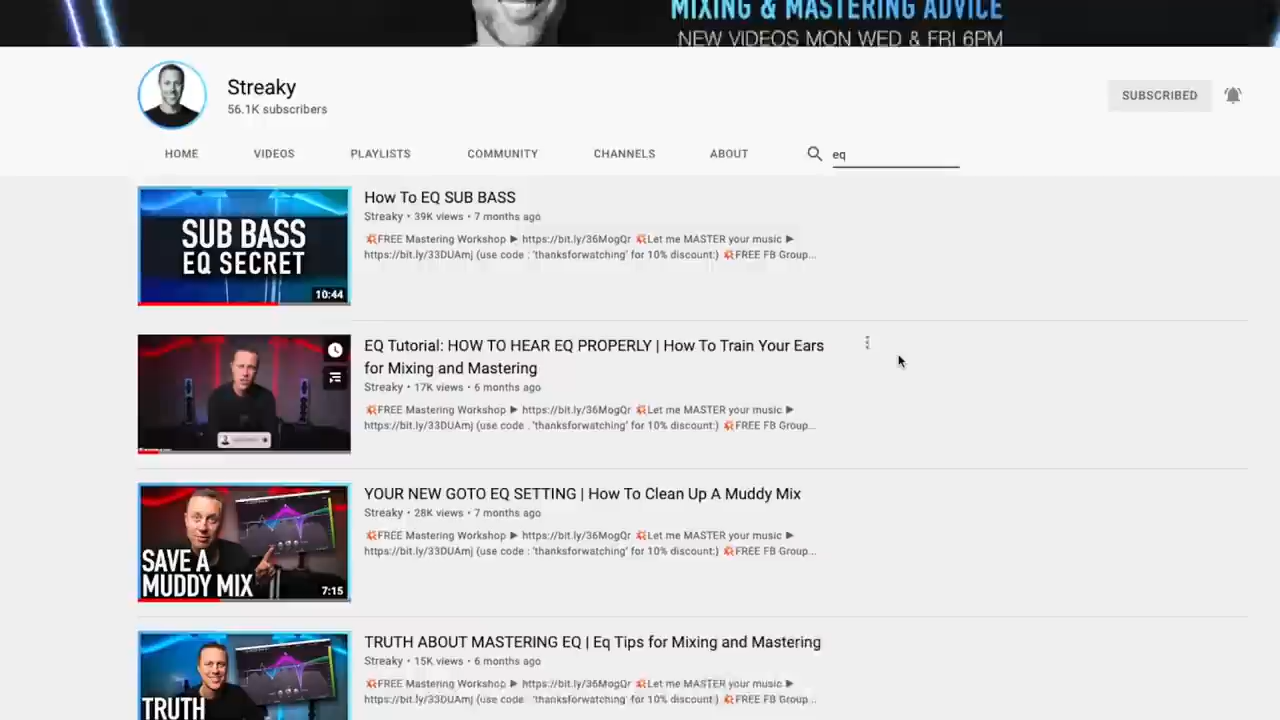 MIXING & MASTERING ADVICE
NEW VIDEOS MON WED & FRI 6PM
Streaky
56.1K subscribers
SUBSCRIBED
HOME VIDEOS PLAYLISTS COMMUNITY CHANNELS ABOUT eq
SUB BASS
EQ SECRET
10:44
How To EQ SUB BASS
Streaky • 39K views • 7 months ago
💥FREE Mastering Workshop ► https://bit.ly/36MogQr 💥Let me MASTER your music ►
https://bit.ly/33DUAmj (use code : 'thanksforwatching' for 10% discount:) 💥FREE FB Group...
EQ Tutorial: HOW TO HEAR EQ PROPERLY | How To Train Your Ears
for Mixing and Mastering
Streaky • 17K views • 6 months ago
💥FREE Mastering Workshop ► https://bit.ly/36MogQr 💥Let me MASTER your music ►
https://bit.ly/33DUAmj (use code : 'thanksforwatching' for 10% discount:) 💥FREE FB Group...
SAVE A
MUDDY MIX
7:15
YOUR NEW GOTO EQ SETTING | How To Clean Up A Muddy Mix
Streaky • 28K views • 7 months ago
💥FREE Mastering Workshop ► https://bit.ly/36MogQr 💥Let me MASTER your music ►
https://bit.ly/33DUAmj (use code : 'thanksforwatching' for 10% discount:) 💥FREE FB Group...
TRUTH
TRUTH ABOUT MASTERING EQ | Eq Tips for Mixing and Mastering
Streaky • 15K views • 6 months ago
💥FREE Mastering Workshop ► https://bit.ly/36MogQr 💥Let me MASTER your music ►
https://bit.ly/33DUAmj (use code : 'thanksforwatching' for 10% discount:) 💥FREE FB Group...